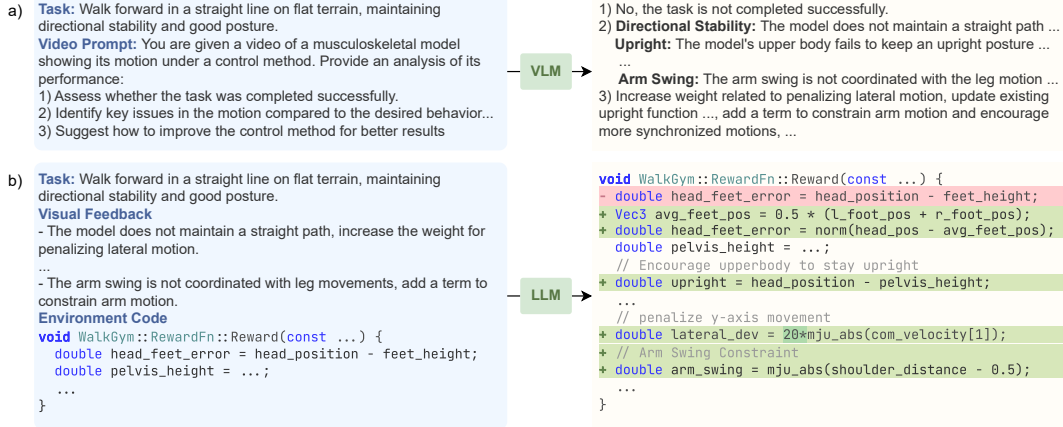 a)
Task: Walk forward in a straight line on flat terrain, maintaining
directional stability and good posture.
Video Prompt: You are given a video of a musculoskeletal model
showing its motion under a control method. Provide an analysis of its
performance:
1) Assess whether the task was completed successfully.
2) Identify key issues in the motion compared to the desired behavior...
3) Suggest how to improve the control method for better results
VLM
1) No, the task is not completed successfully.
2) Directional Stability: The model does not maintain a straight path ...
Upright: The model's upper body fails to keep an upright posture ...
...
Arm Swing: The arm swing is not coordinated with the leg motion ...
3) Increase weight related to penalizing lateral motion, update existing
upright function ..., add a term to constrain arm motion and encourage
more synchronized motions, ...
b)
Task: Walk forward in a straight line on flat terrain, maintaining
directional stability and good posture.
Visual Feedback
- The model does not maintain a straight path, increase the weight for
penalizing lateral motion.
...
- The arm swing is not coordinated with leg movements, add a term to
constrain arm motion.
Environment Code
void WalkGym::RewardFn::Reward(const ...) {
double head_feet_error = head_position - feet_height;
double pelvis_height = ...;
...
}
LLM
void WalkGym::RewardFn::Reward(const ...) {
- double head_feet_error = head_position - feet_height;
+ Vec3 avg_feet_pos = 0.5 * (l_foot_pos + r_foot_pos);
+ double head_feet_error = norm(head_pos - avg_feet_pos);
double pelvis_height = ...;
// Encourage upperbody to stay upright
+ double upright = head_position - pelvis_height;
...
// penalize y-axis movement
+ double lateral_dev = 20*mju_abs(com_velocity[1]);
+ // Arm Swing Constraint
+ double arm_swing = mju_abs(shoulder_distance - 0.5);
...
}